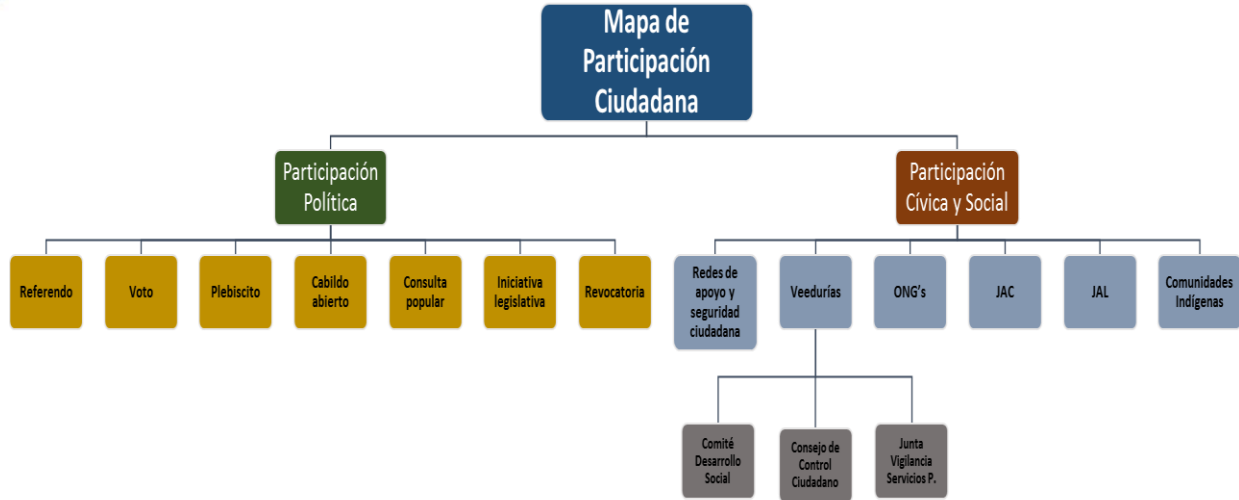 Mapa de
Participación
Ciudadana
Participación
Política
Participación
Cívica y Social
Referendo
Voto
Plebiscito
Cabildo
abierto
Consulta
popular
Iniciativa
legislativa
Revocatoria
Redes de
apoyo y
seguridad
ciudadana
Veedurías
ONG's
JAC
JAL
Comunidades
Indígenas
Comité
Desarrollo
Social
Consejo de
Control
Ciudadano
Junta
Vigilancia
Servicios P.